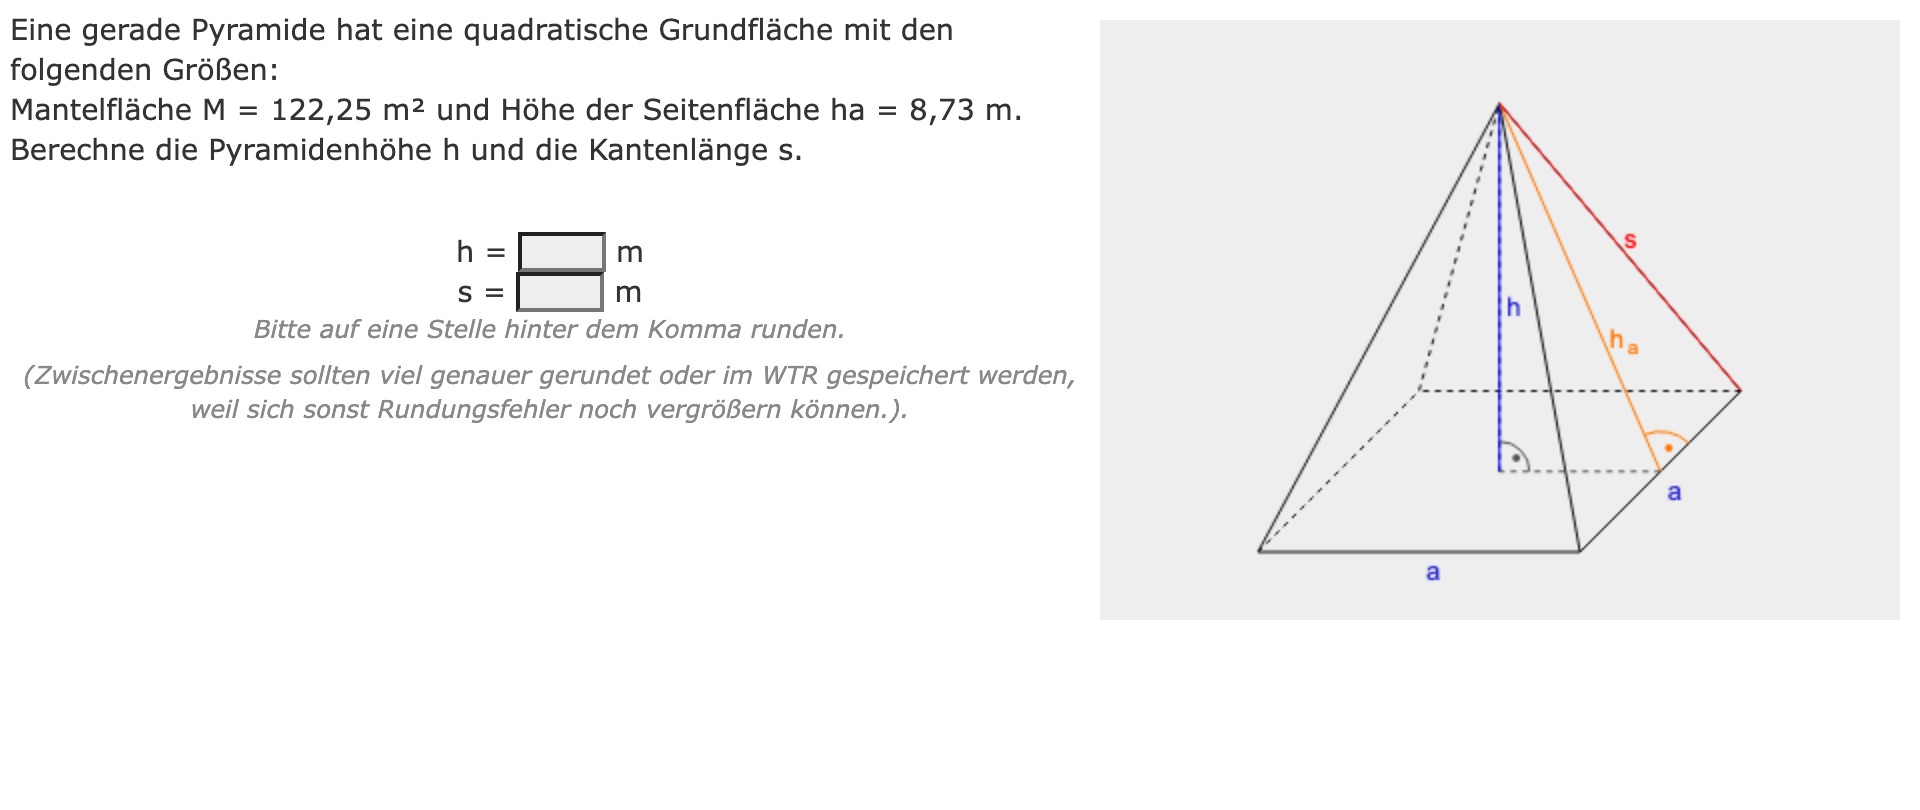 Eine gerade Pyramide hat eine quadratische Grundfläche mit den
folgenden Größen:
Mantelfläche M = 122,25 m² und Höhe der Seitenfläche ha = 8,73 m.
Berechne die Pyramidenhöhe h und die Kantenlänge s.
h = m
s = m
Bitte auf eine Stelle hinter dem Komma runden.
(Zwischenergebnisse sollten viel genauer gerundet oder im WTR gespeichert werden,
weil sich sonst Rundungsfehler noch vergrößern können.).
s
h
h a
a
a